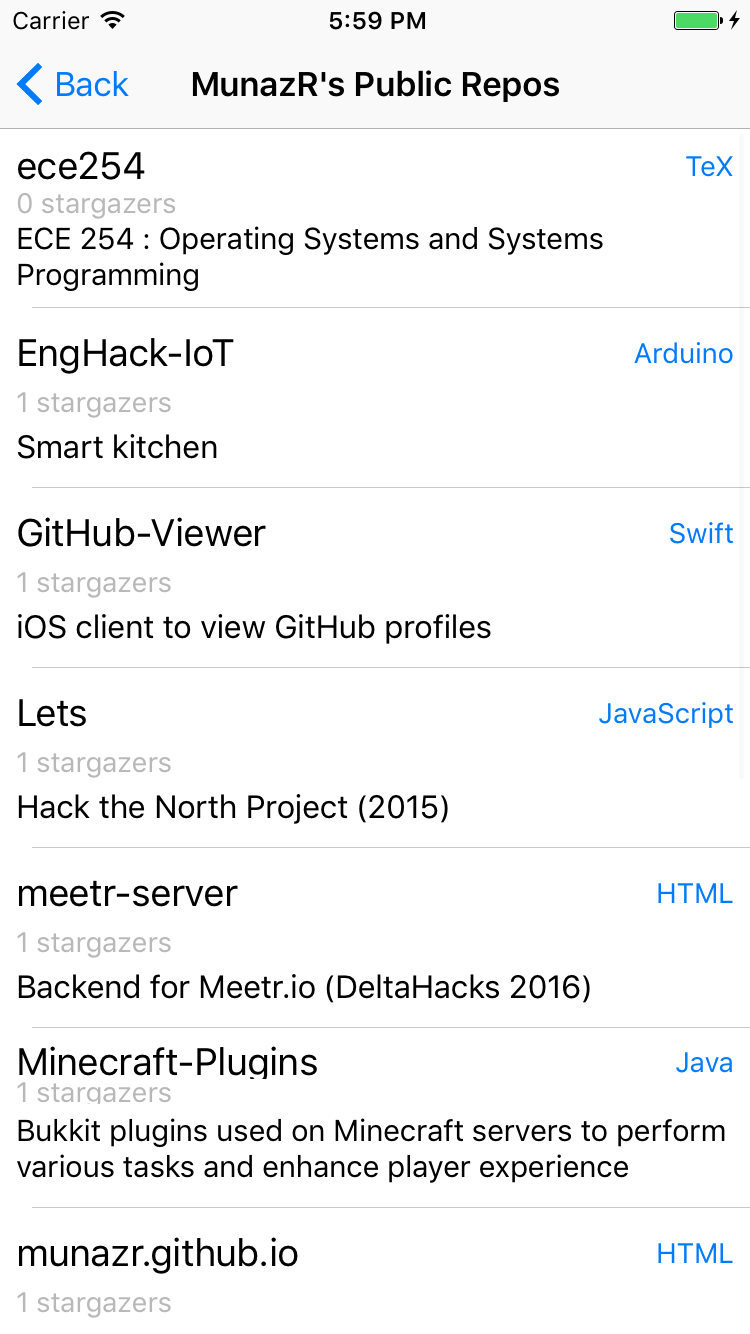 Carrier 5:59 PM
Back MunazR's Public Repos
ece254 TeX
0 stargazers
ECE 254 : Operating Systems and Systems
Programming
EngHack-IoT Arduino
1 stargazers
Smart kitchen
GitHub-Viewer Swift
1 stargazers
iOS client to view GitHub profiles
Lets JavaScript
1 stargazers
Hack the North Project (2015)
meetr-server HTML
1 stargazers
Backend for Meetr.io (DeltaHacks 2016)
Minecraft-Plugins Java
1 stargazers
Bukkit plugins used on Minecraft servers to perform
various tasks and enhance player experience
munazr.github.io HTML
1 stargazers